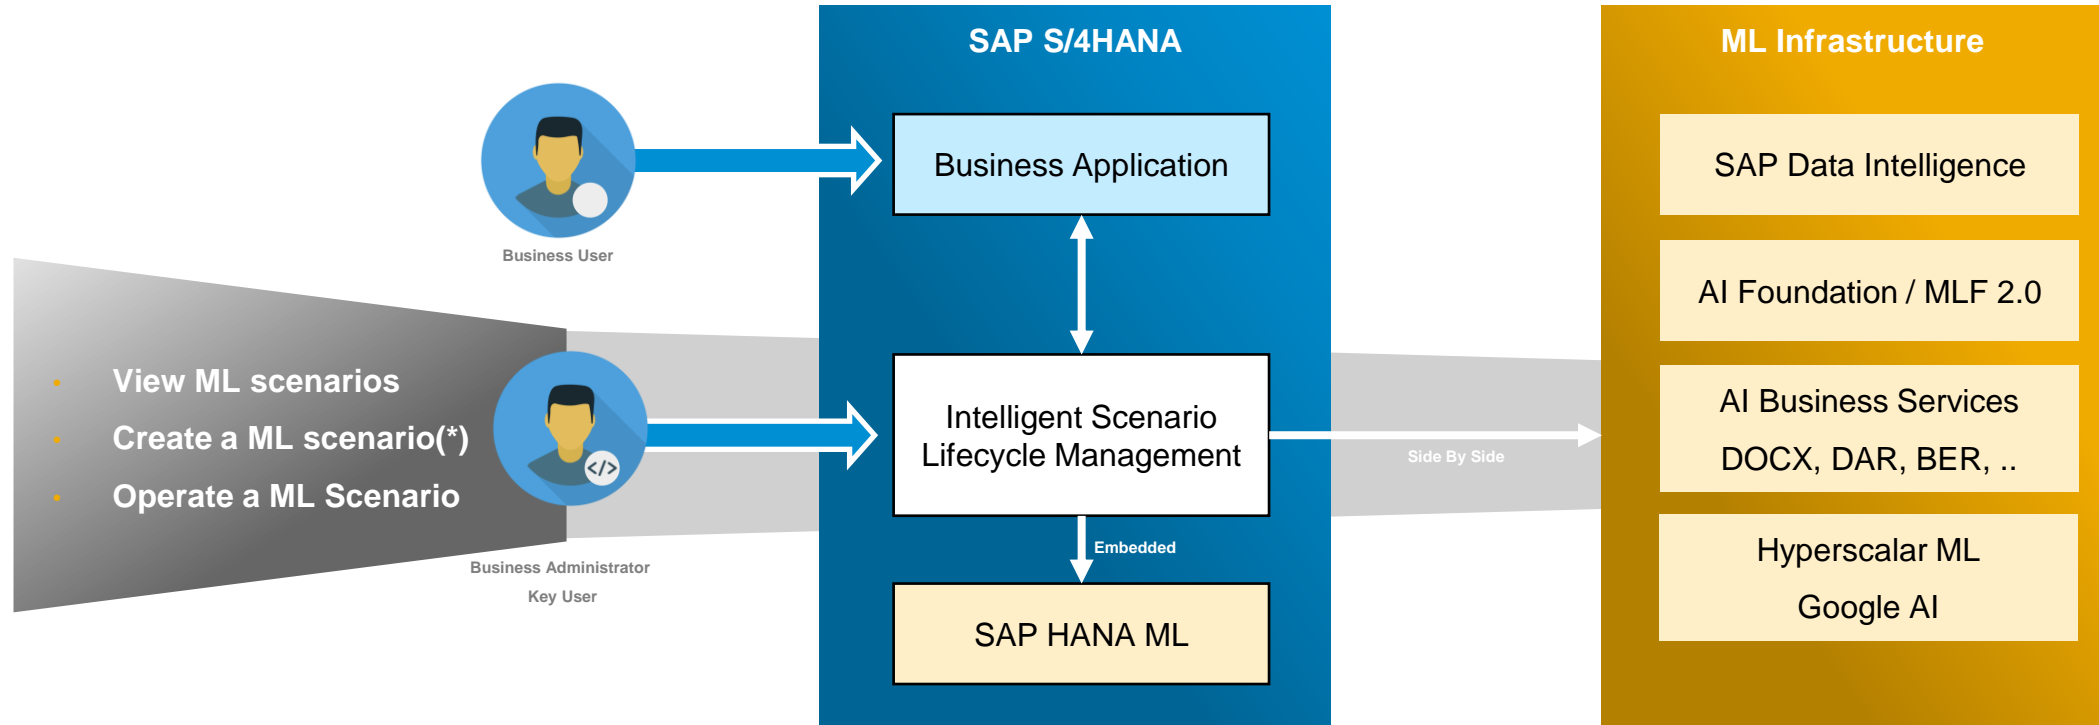 SAP S/4HANA
ML Infrastructure
Business Application
SAP Data Intelligence
Business User
AI Foundation / MLF 2.0
• View ML scenarios
• Create a ML scenario(*)
• Operate a ML Scenario
</>
Business Administrator
Key User
Intelligent Scenario
Lifecycle Management
Side By Side
AI Business Services
DOCX, DAR, BER, ..
Embedded
SAP HANA ML
Hyperscalar ML
Google AI